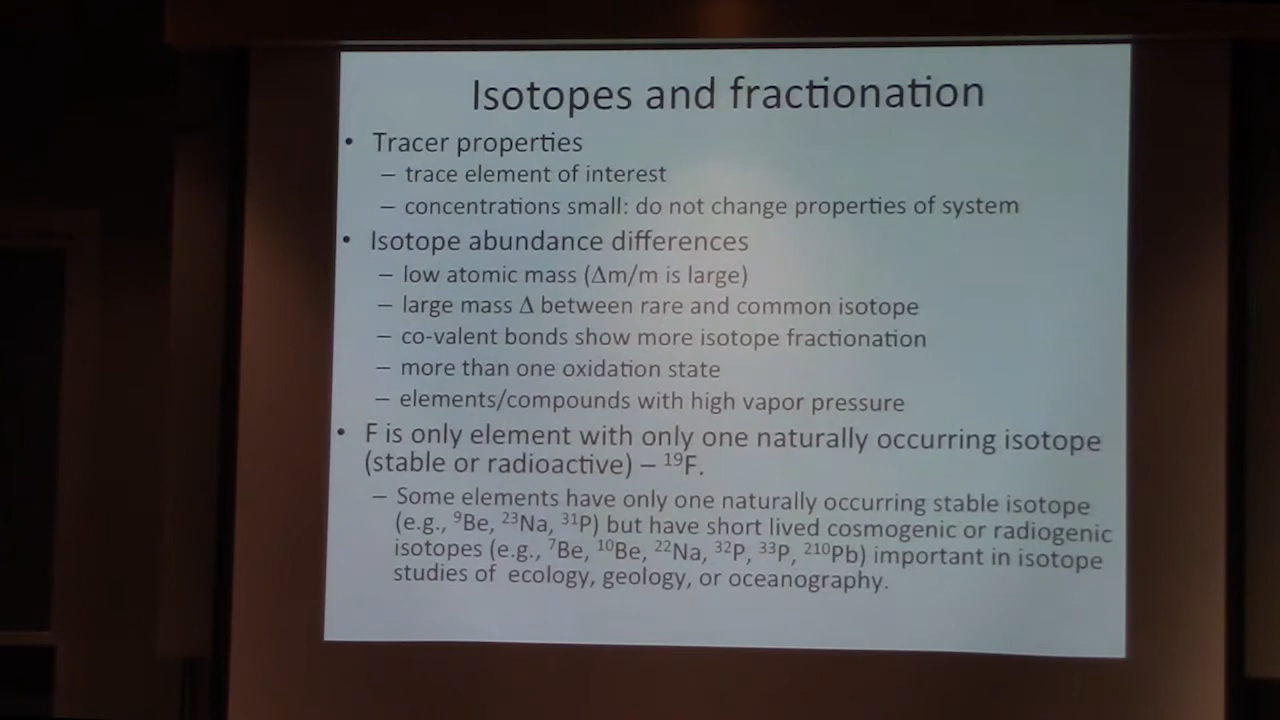 Isotopes and fractionation
• Tracer properties
– trace element of interest
– concentrations small: do not change properties of system
• Isotope abundance differences
– low atomic mass (Δm/m is large)
– large mass Δ between rare and common isotope
– co-valent bonds show more isotope fractionation
– more than one oxidation state
– elements/compounds with high vapor pressure
• F is only element with only one naturally occurring isotope
(stable or radioactive) – ¹⁹F.
– Some elements have only one naturally occurring stable isotope
(e.g., ⁹Be, ²³Na, ³¹P) but have short lived cosmogenic or radiogenic
isotopes (e.g., ⁷Be, ¹⁰Be, ²²Na, ³²P, ³³P, ²¹⁰Pb) important in isotope
studies of ecology, geology, or oceanography.